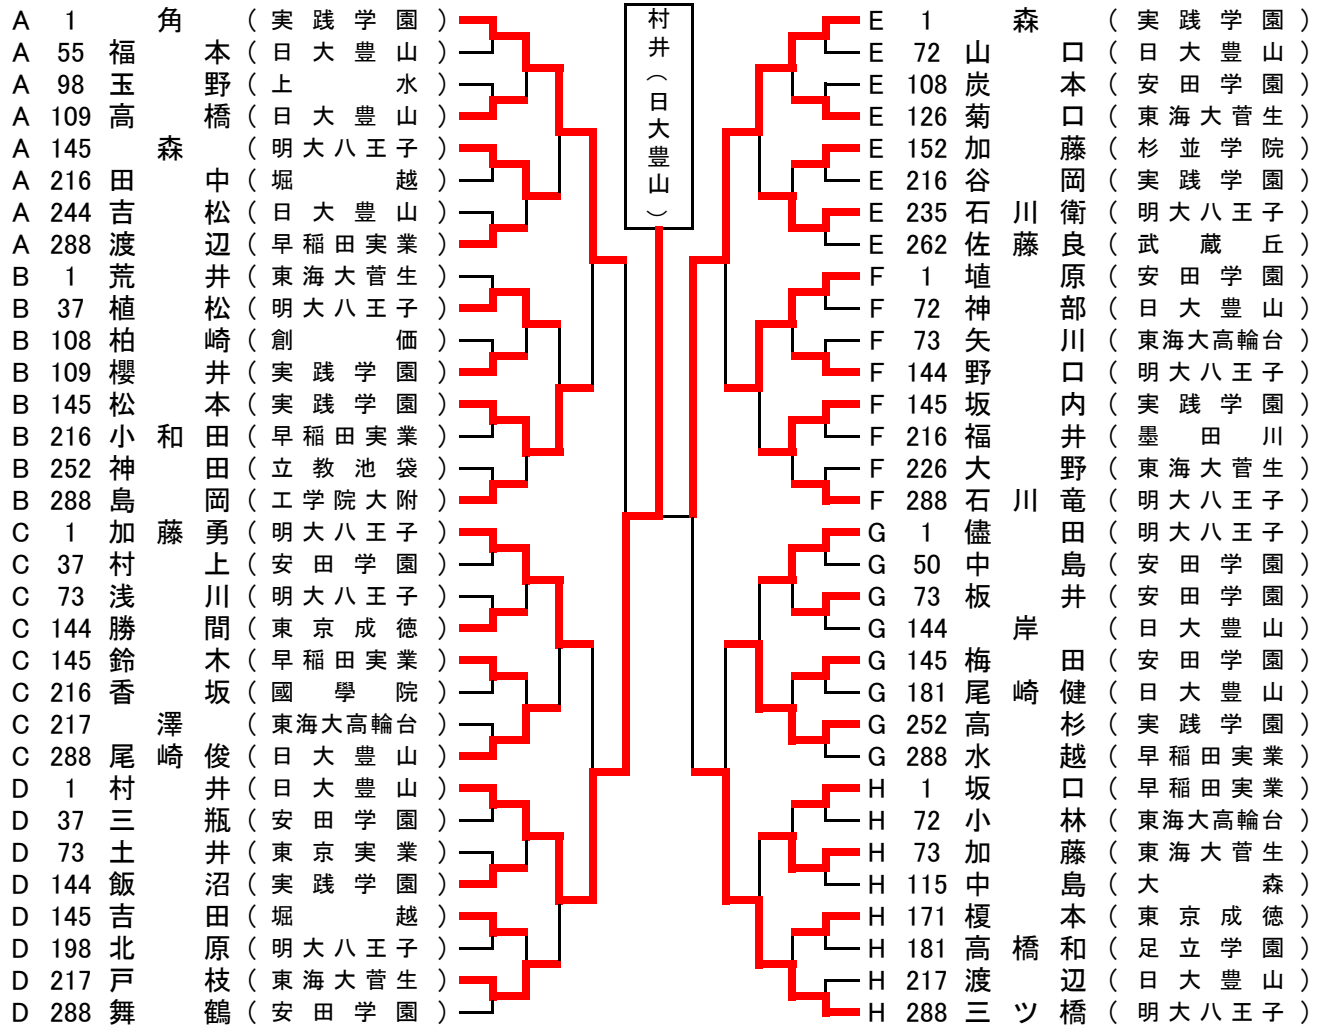 A 1 角 ( 実践学園 )
A 55 福本 ( 日大豊山 )
A 98 玉野 ( 上水 )
A 109 高橋 ( 日大豊山 )
A 145 森 ( 明大八王子 )
A 216 田中 ( 堀越 )
A 244 吉松 ( 日大豊山 )
A 288 渡辺 ( 早稲田実業 )
B 1 荒井 ( 東海大菅生 )
B 37 植松 ( 明大八王子 )
B 108 柏崎 ( 創価 )
B 109 櫻井 ( 実践学園 )
B 145 松本 ( 実践学園 )
B 216 小和田 ( 早稲田実業 )
B 252 神田 ( 立教池袋 )
B 288 島岡 ( 工学院大附 )
C 1 加藤勇 ( 明大八王子 )
C 37 村上 ( 安田学園 )
C 73 浅川 ( 明大八王子 )
C 144 勝間 ( 東京成徳 )
C 145 鈴木 ( 早稲田実業 )
C 216 香坂 ( 國學院 )
C 217 澤 ( 東海大高輪台 )
C 288 尾崎俊 ( 日大豊山 )
D 1 村井 ( 日大豊山 )
D 37 三瓶 ( 安田学園 )
D 73 土井 ( 東京実業 )
D 144 飯沼 ( 実践学園 )
D 145 吉田 ( 堀越 )
D 198 北原 ( 明大八王子 )
D 217 戸枝 ( 東海大菅生 )
D 288 舞鶴 ( 安田学園 )
村井(日大豊山)
E 1 森 ( 実践学園 )
E 72 山口 ( 日大豊山 )
E 108 炭本 ( 安田学園 )
E 126 菊口 ( 東海大菅生 )
E 152 加藤 ( 杉並学院 )
E 216 谷岡 ( 実践学園 )
E 235 石川衛 ( 明大八王子 )
E 262 佐藤良 ( 武蔵丘 )
F 1 埴原 ( 安田学園 )
F 72 神部 ( 日大豊山 )
F 73 矢川 ( 東海大高輪台 )
F 144 野口 ( 明大八王子 )
F 145 坂内 ( 実践学園 )
F 216 福井 ( 墨田川 )
F 226 大野 ( 東海大菅生 )
F 288 石川竜 ( 明大八王子 )
G 1 儘田 ( 明大八王子 )
G 50 中島 ( 安田学園 )
G 73 板井 ( 安田学園 )
G 144 岸 ( 日大豊山 )
G 145 梅田 ( 安田学園 )
G 181 尾崎健 ( 日大豊山 )
G 252 高杉 ( 実践学園 )
G 288 水越 ( 早稲田実業 )
H 1 坂口 ( 早稲田実業 )
H 72 小林 ( 東海大高輪台 )
H 73 加藤 ( 東海大菅生 )
H 115 中島 ( 大森 )
H 171 榎本 ( 東京成徳 )
H 181 高橋和 ( 足立学園 )
H 217 渡辺 ( 日大豊山 )
H 288 三ツ橋 ( 明大八王子 )